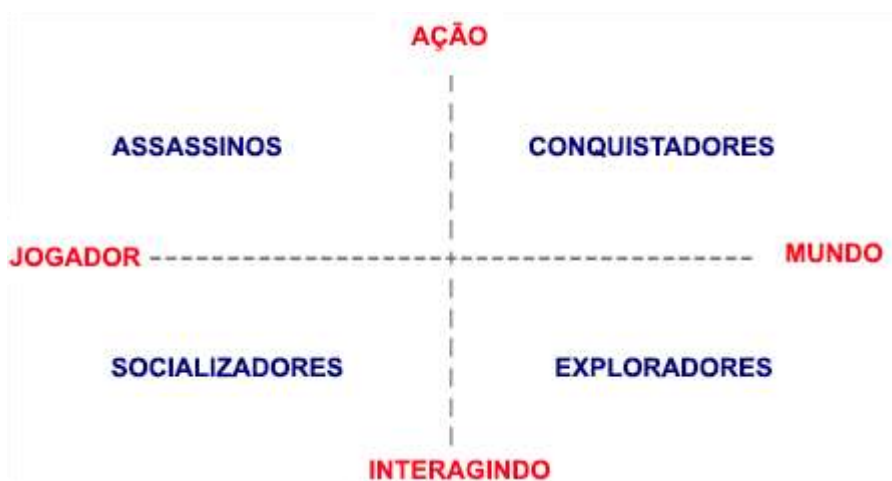 AÇÃO
ASSASSINOS CONQUISTADORES
JOGADOR MUNDO
SOCIALIZADORES EXPLORADORES
INTERAGINDO